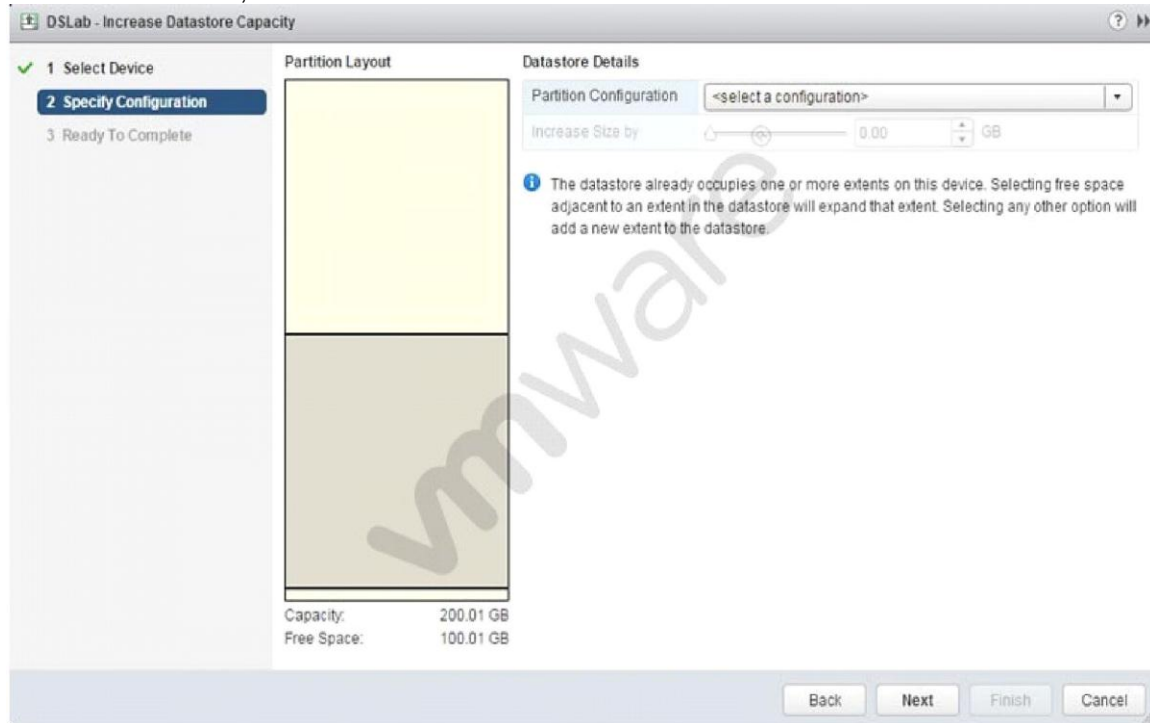 DSLab - Increase Datastore Capacity
1 Select Device
2 Specify Configuration
3 Ready To Complete
Partition Layout
Capacity: 200.01 GB
Free Space: 100.01 GB
Datastore Details
Partition Configuration <select a configuration>
Increase Size by 0.00 GB
The datastore already occupies one or more extents on this device. Selecting free space
adjacent to an extent in the datastore will expand that extent. Selecting any other option will
add a new extent to the datastore.
vmware
Back Next Finish Cancel